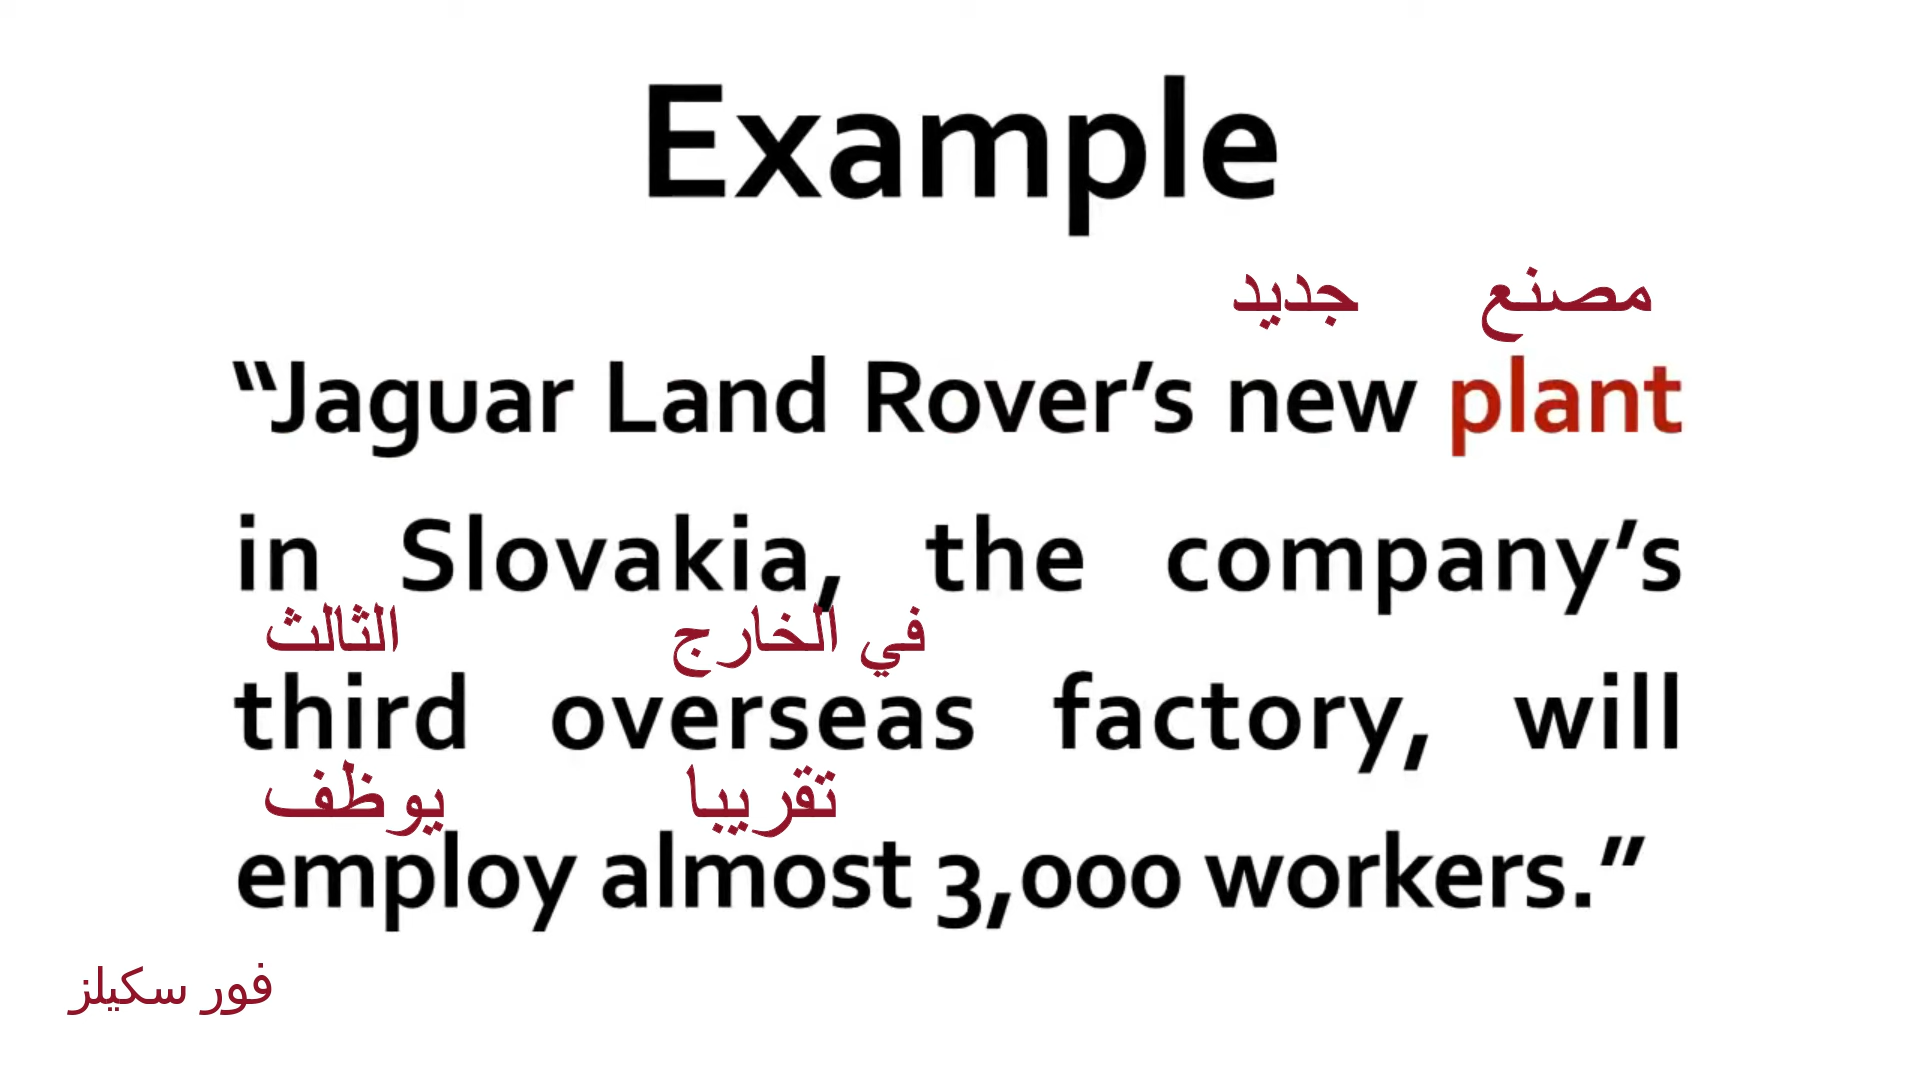 Example
جديد مصنع
“Jaguar Land Rover’s new plant
in Slovakia, the company’s
الثالث في الخارج
third overseas factory, will
يوظف تقريبا
employ almost 3,000 workers.”
فور سكيلز